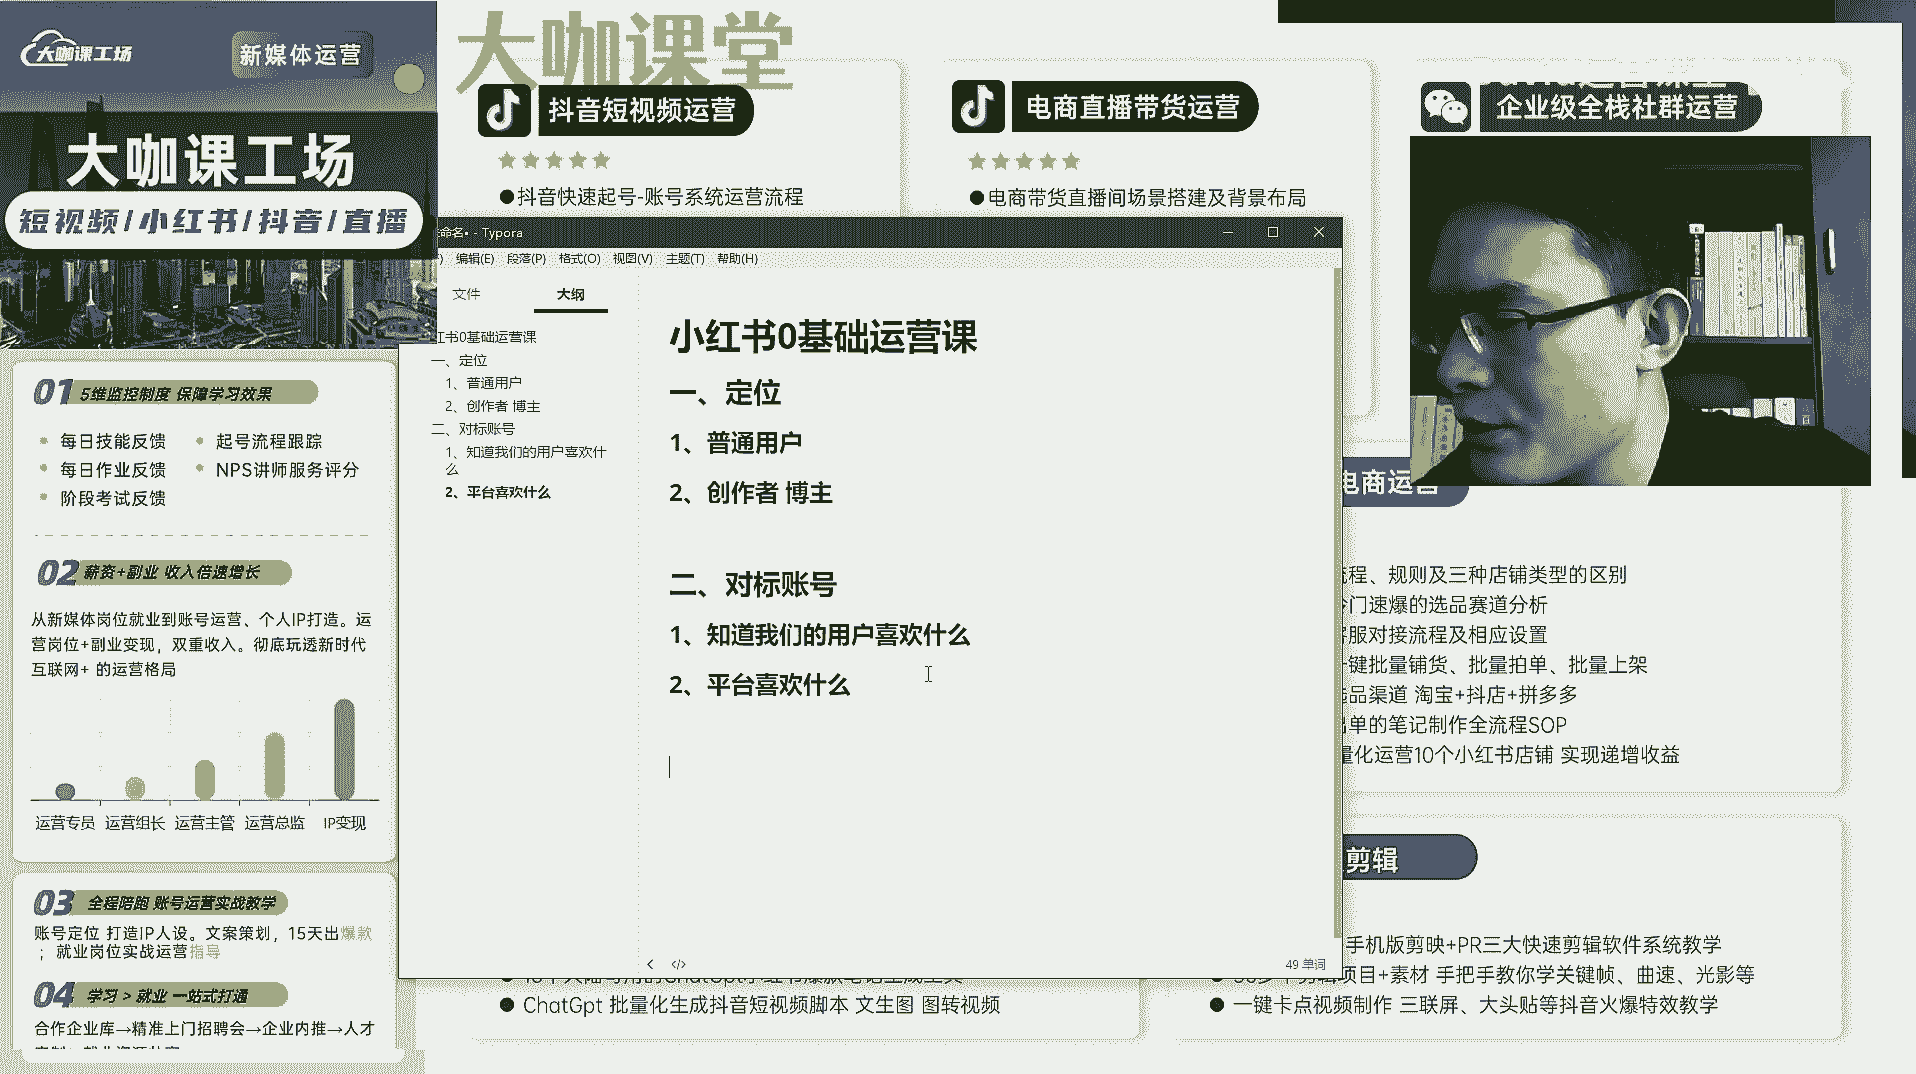 大咖课工场
新媒体运营
大咖课工场
短视频/小红书/抖音/直播
01 5维监控制度 保障学习效果
每日技能反馈
起号流程跟踪
每日作业反馈
NPS讲师服务评分
阶段考试反馈
02 薪资+副业 收入倍速增长
从新媒体岗位就业到账号运营、个人IP打造。运
营岗位+副业变现，双重收入。彻底玩透新时代
互联网+ 的运营格局
运营专员 运营组长 运营主管 运营总监 IP变现
03 全程陪跑 账号运营实战教学
账号定位 打造IP人设。文案策划，15天出爆款
；就业岗位实战运营指导
04 学习 > 就业 一站式打通
合作企业库→精准上门招聘会→企业内推→人才
大咖课堂
抖音短视频运营
★★★★★
●抖音快速起号-账号系统运营流程
电商直播带货运营
★★★★★
●电商带货直播间场景搭建及背景布局
企业级全栈社群运营
命名• - Typora
编辑(E) 段落(P) 格式(O) 视图(V) 主题(T) 帮助(H)
文件 大纲
红书0基础运营课
一、定位
1、普通用户
2、创作者 博主
二、对标账号
1、知道我们的用户喜欢什
么
2、平台喜欢什么
小红书0基础运营课
一、定位
1、普通用户
2、创作者 博主
二、对标账号
1、知道我们的用户喜欢什么
2、平台喜欢什么
49 单词
电商运营
流程、规则及三种店铺类型的区别
门速爆的选品赛道分析
客服对接流程及相应设置
键批量铺货、批量拍单、批量上架
选品渠道 淘宝+抖店+拼多多
出单的笔记制作全流程SOP
量化运营10个小红书店铺 实现递增收益
剪辑
手机版剪映+PR三大快速剪辑软件系统教学
项目+素材 手把手教你学关键帧、曲速、光影等
● 一键卡点视频制作 三联屏、大头贴等抖音火爆特效教学
● ChatGpt 批量化生成抖音短视频脚本 文生图 图转视频